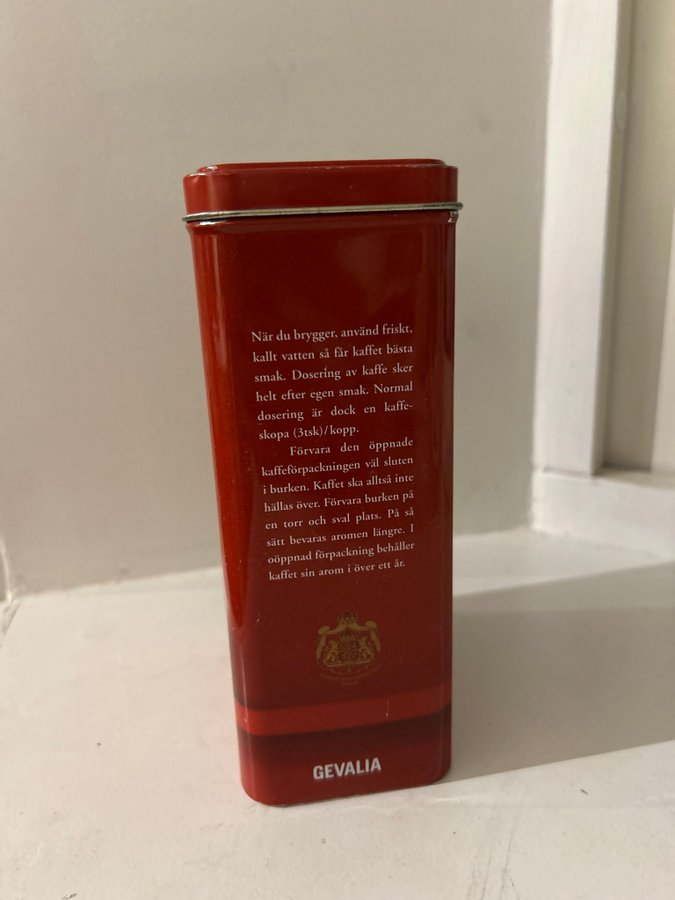 När du brygger, använd friskt,
kallt vatten så får kaffet bästa
smak. Dosering av kaffe sker
helt efter egen smak. Normal
dosering är dock en kaffe-
skopa (3tsk)/kopp.
Förvara den öppnade
kaffeförpackningen väl sluten
i burken. Kaffet ska alltså inte
hällas över. Förvara burken på
en torr och sval plats. På så
sätt bevaras aromen längre. I
oöppnad förpackning behåller
kaffet sin arom i över ett år.
GEVALIA